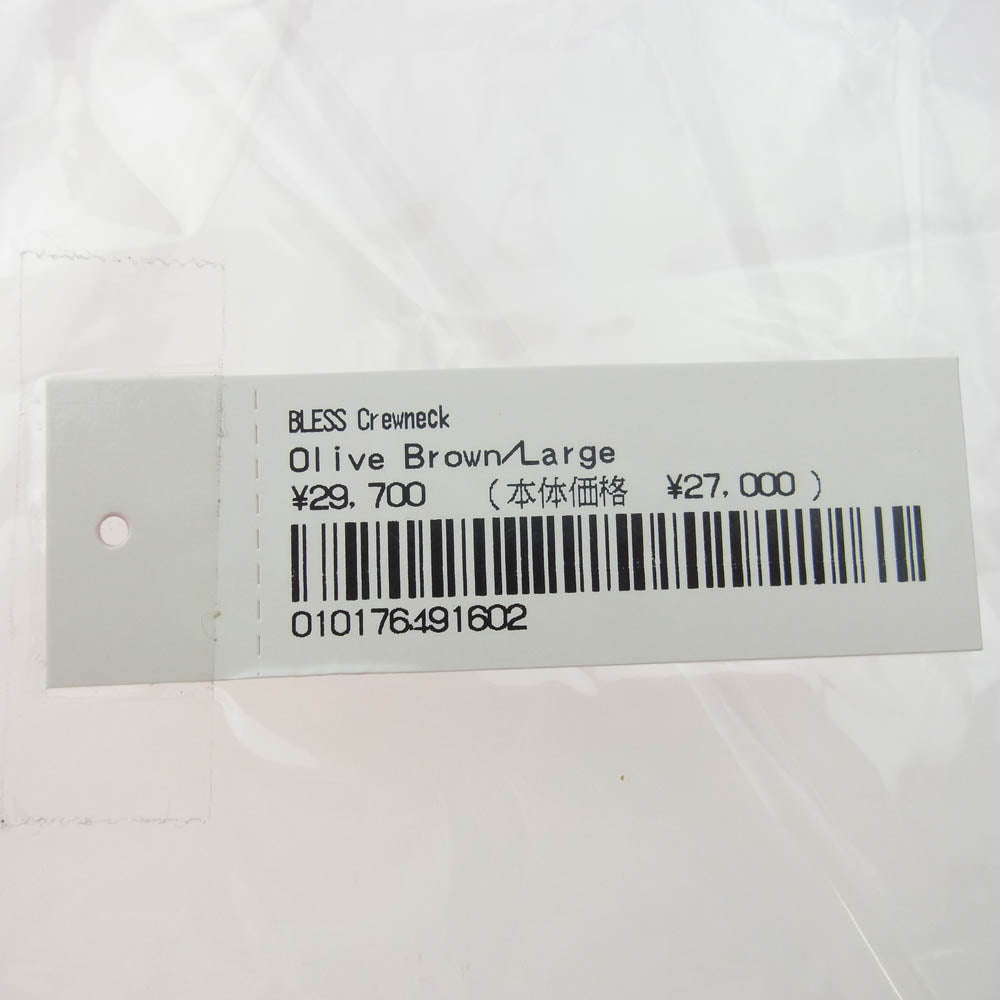 BLESS Crewneck
Olive Brown/Large
¥29,700 (本体価格 ¥27,000)
010176491602